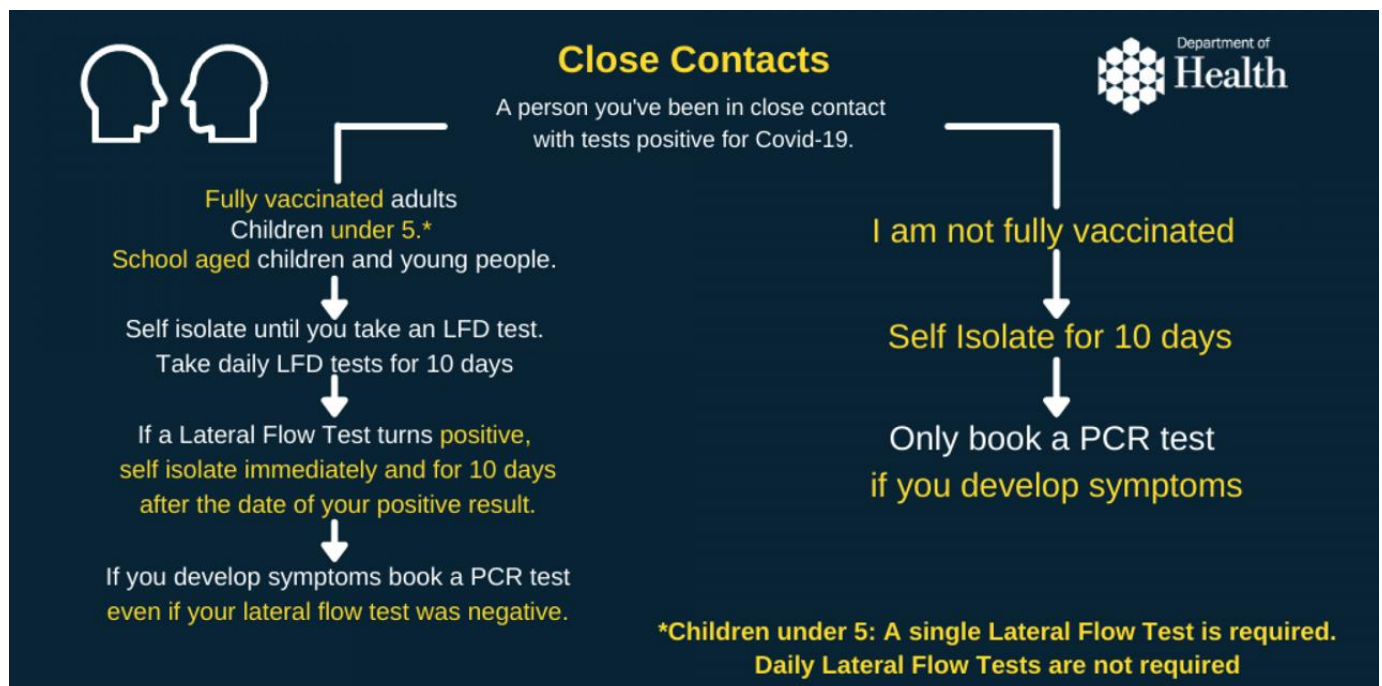 Close Contacts
A person you've been in close contact
with tests positive for Covid-19.
Department of
Health
Fully vaccinated adults
Children under 5.*
School aged children and young people.
Self isolate until you take an LFD test.
Take daily LFD tests for 10 days
If a Lateral Flow Test turns positive,
self isolate immediately and for 10 days
after the date of your positive result.
If you develop symptoms book a PCR test
even if your lateral flow test was negative.
I am not fully vaccinated
Self Isolate for 10 days
Only book a PCR test
if you develop symptoms
*Children under 5: A single Lateral Flow Test is required.
Daily Lateral Flow Tests are not required